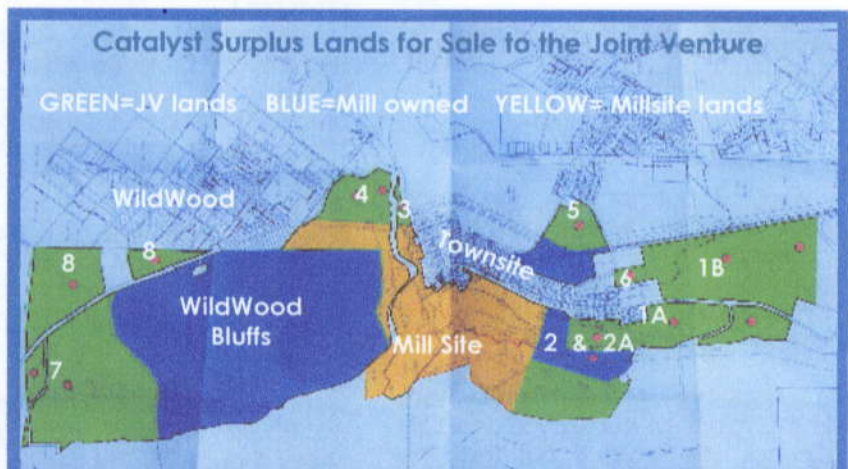 Catalyst Surplus Lands for Sale to the Joint Venture
GREEN=JV lands BLUE=Mill owned YELLOW= Millsite lands
WildWood
4
3
5
Townsite
8
8
6
1B
WildWood
Bluffs
1A
Mill Site
2 & 2A
7